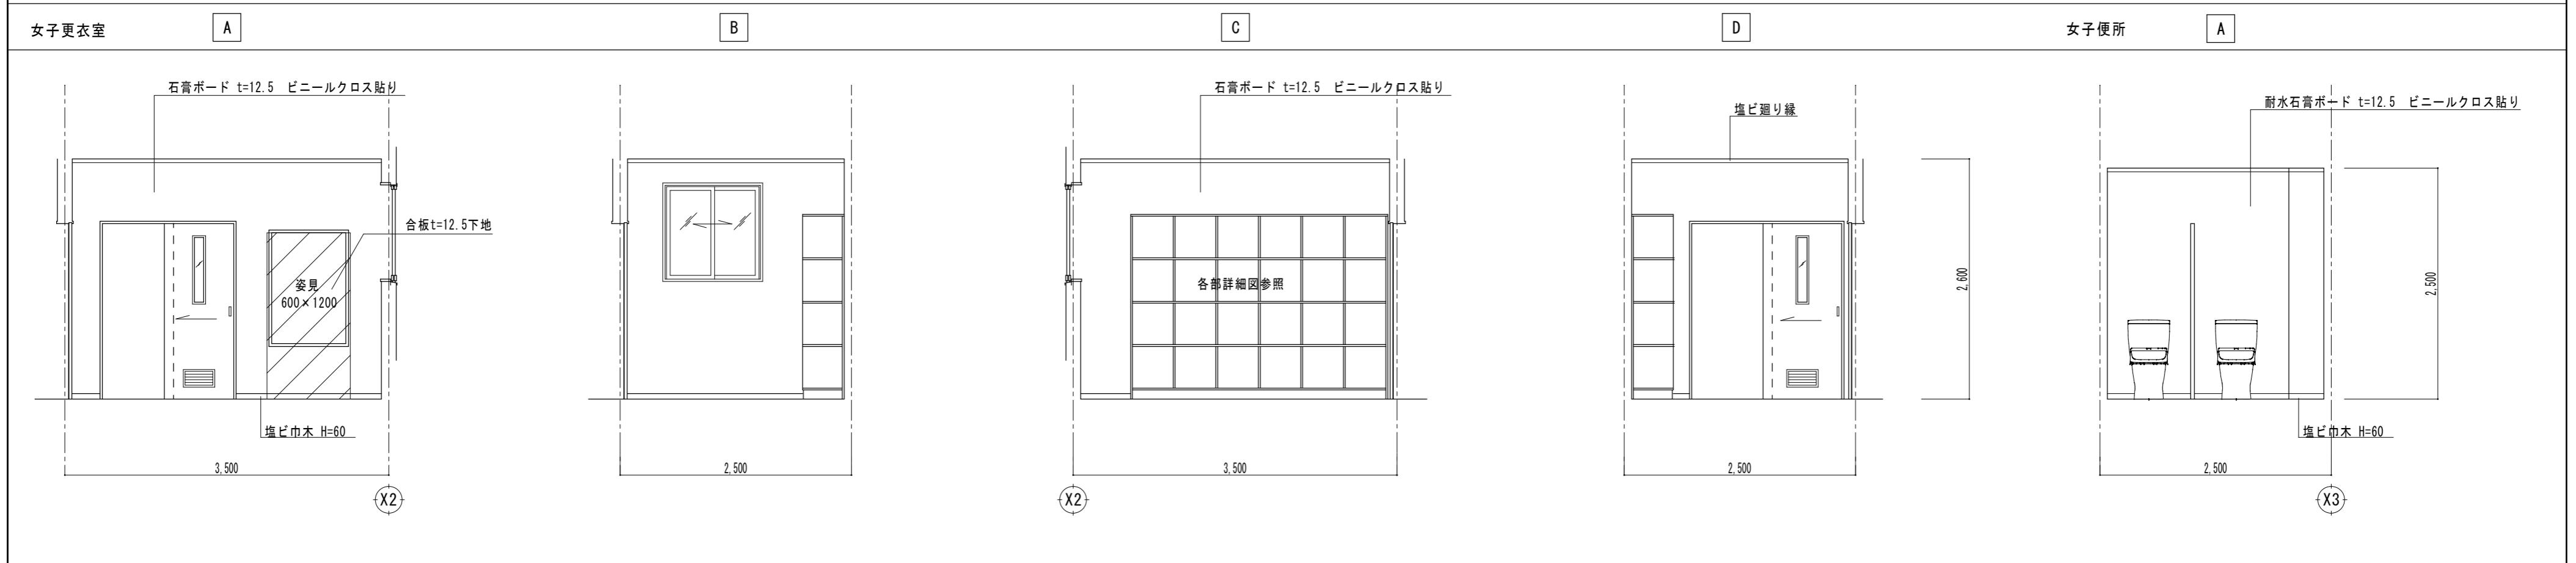 女子更衣室
A
B
C
D
女子便所
A
石膏ボード t=12.5 ビニールクロス貼り
石膏ボード t=12.5 ビニールクロス貼り
塩ビ廻り縁
耐水石膏ボード t=12.5 ビニールクロス貼り
合板t=12.5下地
姿見
600×1200
各部詳細図参照
2,600
2,500
塩ビ巾木 H=60
塩ビ巾木 H=60
3,500
2,500
3,500
2,500
2,500
X2
X2
X3